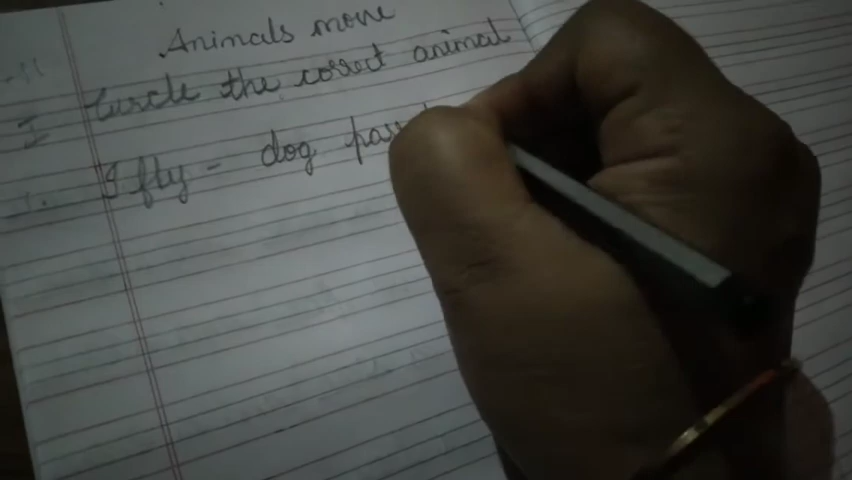 Animals move
I Circle the correct animal
1. I fly - dog